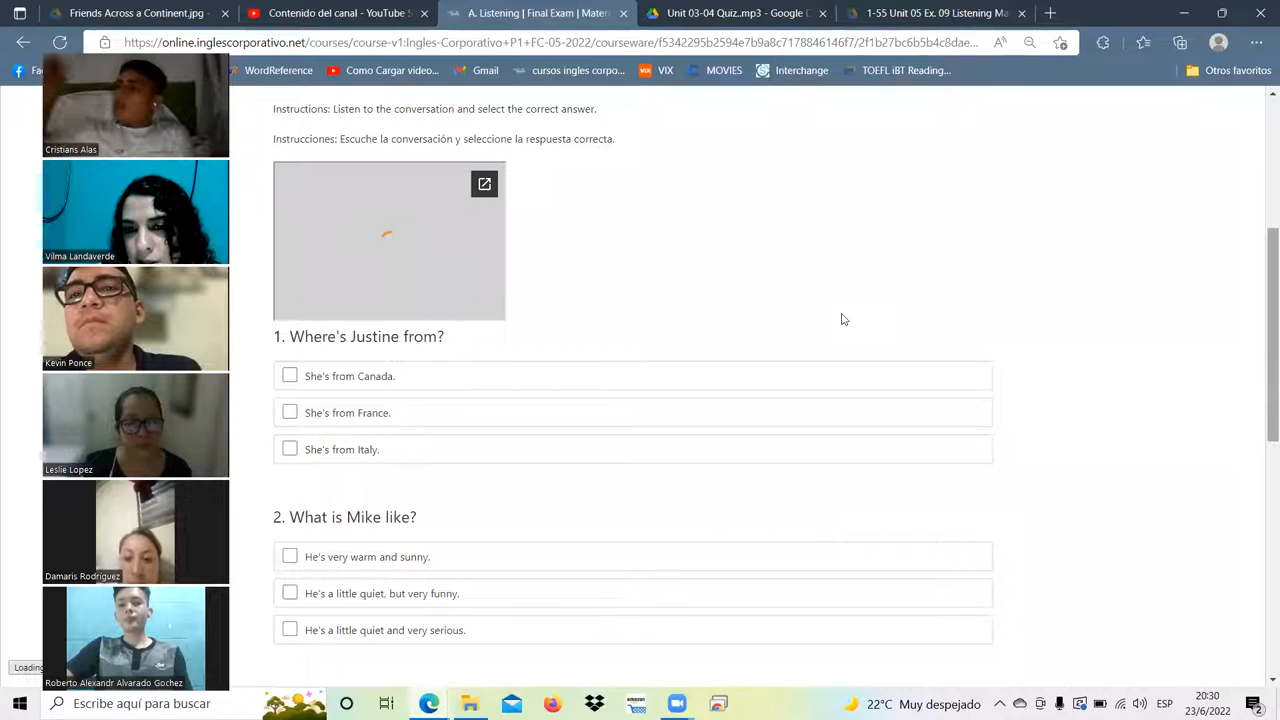 de Cristian Contient.jpg
Contenido del canal - YouTube S
A. Listening | Final Exam | Mater
Unit 03-04 Quiz..mp3 - Google D
1-55 Unit 05 Ex. 05 Listening Ma
https://online.inglescorporativo.net/courses/course-v1:Ingles-Corporativo+P1+FC-05-2022/courseware/f5342295b2594e7b9a8c7178846146f7/2f1b27bc6b5b4c8dae...
WordReference
Como Cargar video...
Gmail
cursos ingles corpo...
VIX
MOVIES
Interchange
TOEFL iBT Reading...
Otros favoritos
Instructions: Listen to the conversation and select the correct answer.
Instrucciones: Escuche la conversación y seleccione la respuesta correcta.
1. Where's Justine from?
She's from Canada.
She's from France.
She's from Italy.
2. What is Mike like?
He's very warm and sunny.
He's a little quiet, but very funny.
He's a little quiet and very serious.
Cristians Alas
Vilma Landaverde
Kevin Ponce
Leslie Lopez
Damaris Rodriguez
Roberto Alexandr Alvarado Gochez
Loading
Escribe aquí para buscar
amazon
22°C Muy despejado
ESP
20:30
23/6/2022
2